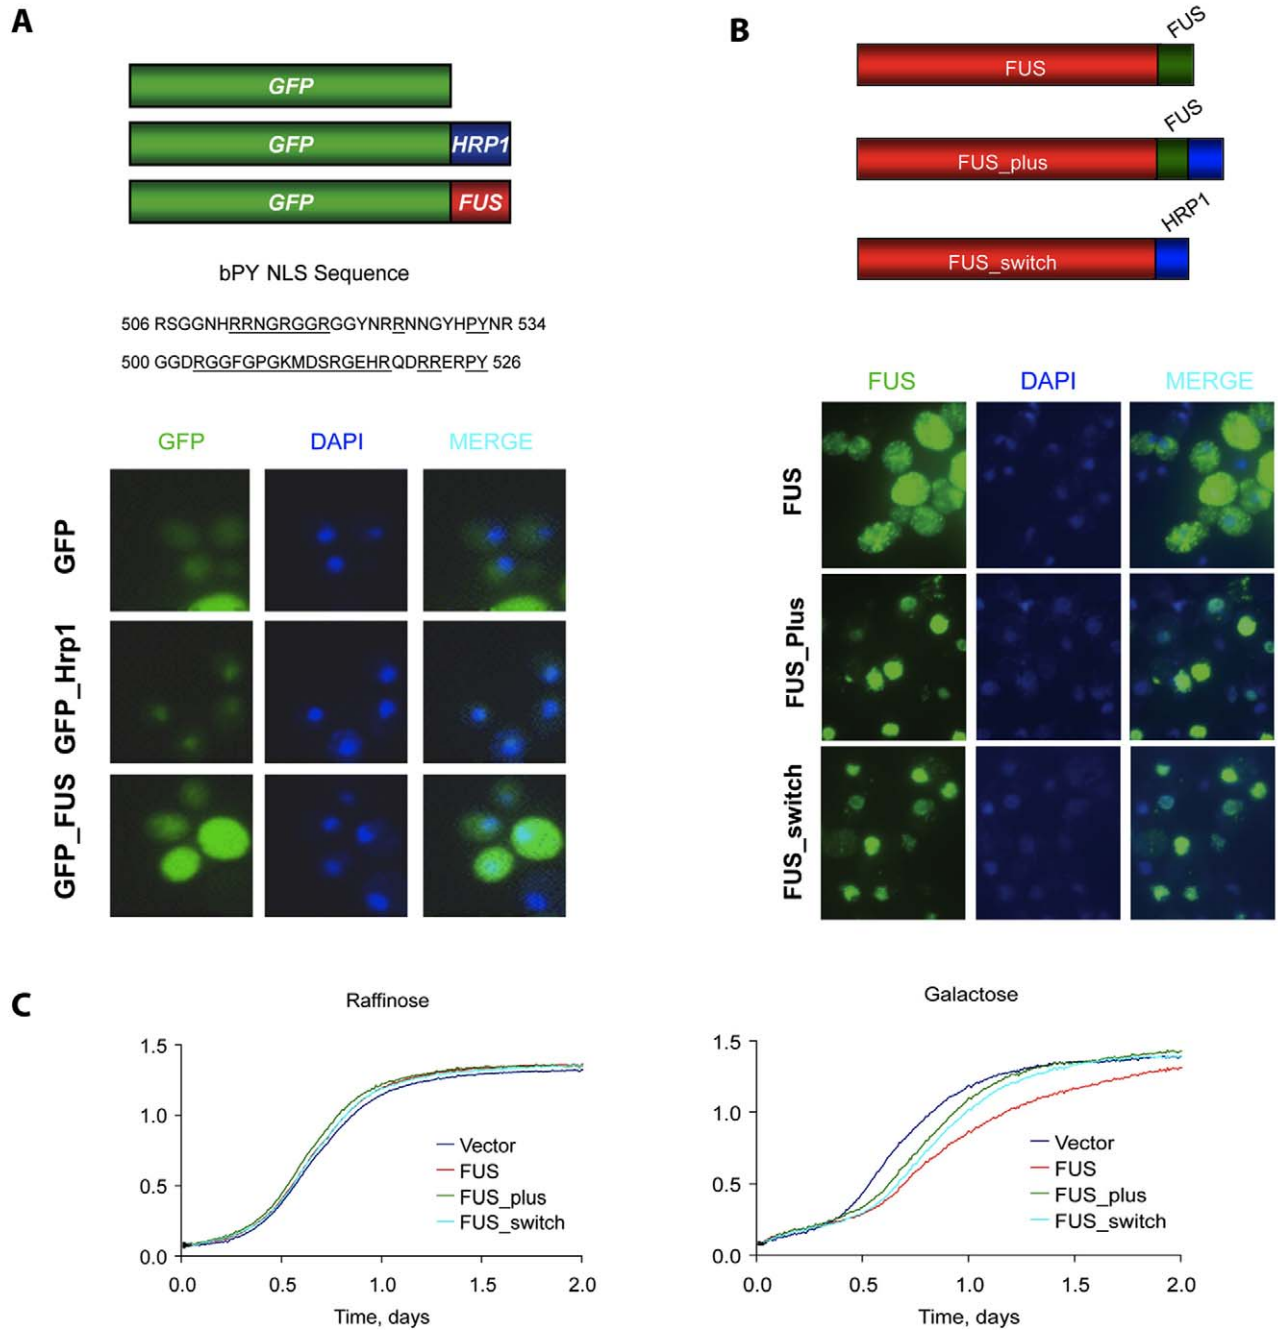 A
GFP
GFP HRP1
GFP FUS
bPY NLS Sequence
506 RSGGNHRRNGRGGRGGYNRRNNGYHPYNR 534
500 GGDRGGFGPGKMDSRGEHRQDRRERPY 526
GFP DAPI MERGE
GFP
GFP_Hrp1
GFP_FUS
B
FUS
FUS
FUS
FUS_plus
HRP1
FUS_switch
FUS DAPI MERGE
FUS
FUS_Plus
FUS_switch
C
Raffinose
1.5
1.0
0.5
0.0
0.0 0.5 1.0 1.5 2.0
Time, days
Vector
FUS
FUS_plus
FUS_switch
Galactose
1.5
1.0
0.5
0.0
0.0 0.5 1.0 1.5 2.0
Time, days
Vector
FUS
FUS_plus
FUS_switch